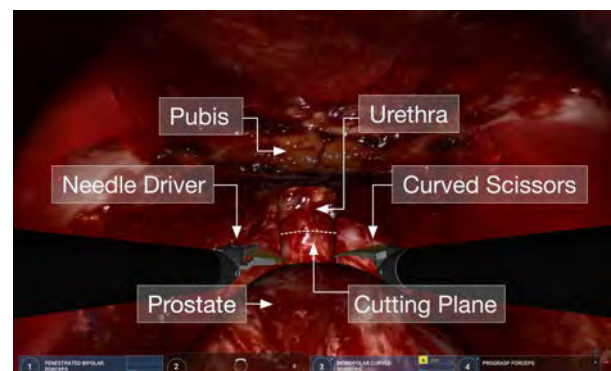 Pubis
Urethra
Needle Driver
Curved Scissors
Prostate
Cutting Plane
1 FENESTRATED BIPOLAR FORCEPS
2
3 MONOPOLAR CURVED
4 PROGRASP FORCEPS